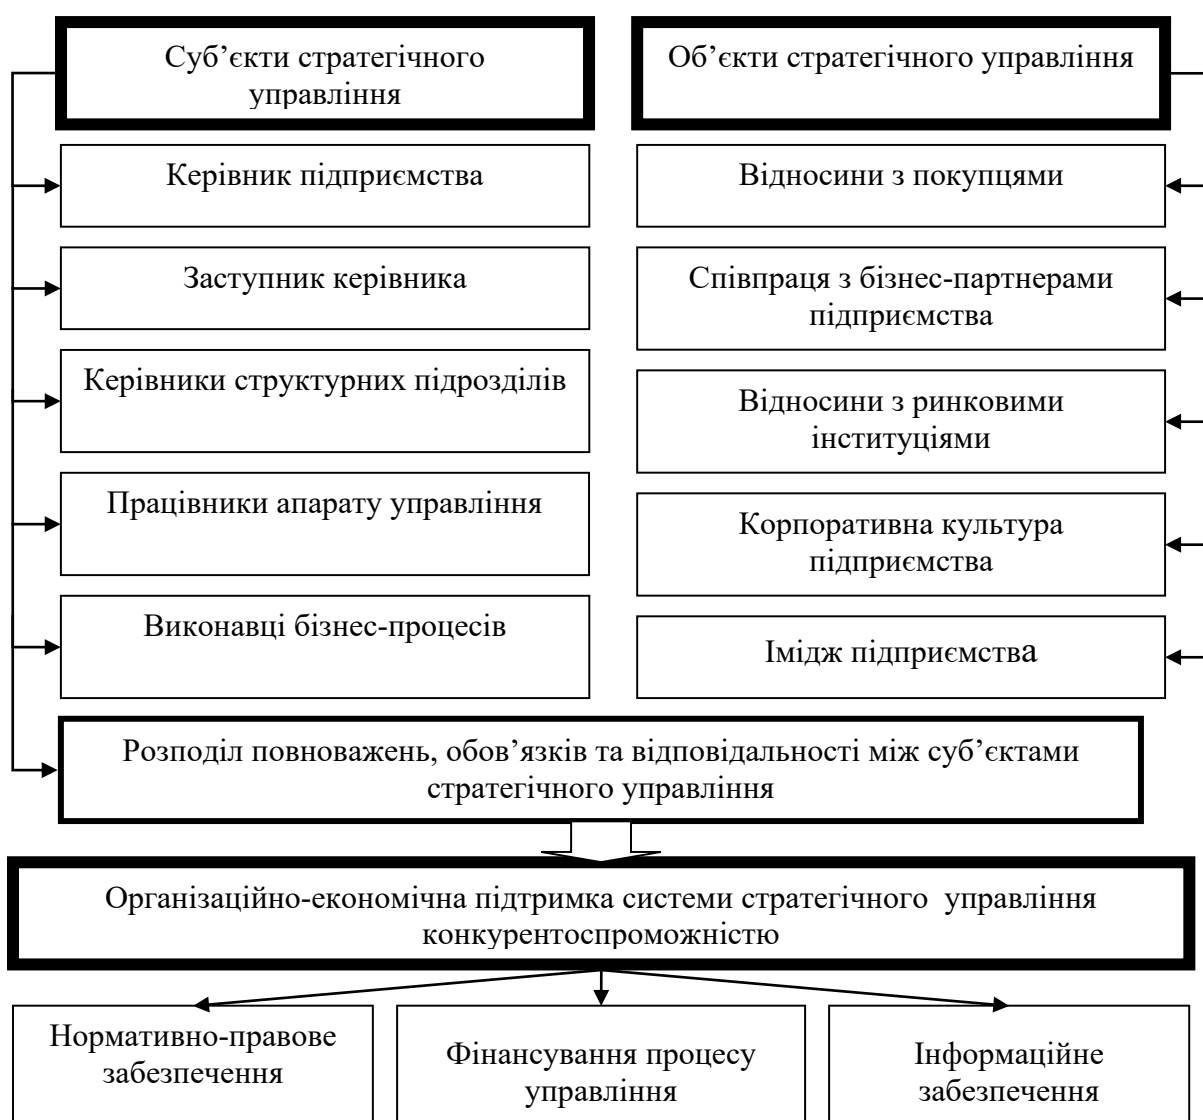 Суб’єкти стратегічного
управління
Об’єкти стратегічного управління
Керівник підприємства
Відносини з покупцями
Заступник керівника
Співпраця з бізнес-партнерами
підприємства
Керівники структурних підрозділів
Відносини з ринковими
інституціями
Працівники апарату управління
Корпоративна культура
підприємства
Виконавці бізнес-процесів
Імідж підприємства
Розподіл повноважень, обов’язків та відповідальності між суб’єктами
стратегічного управління
Організаційно-економічна підтримка системи стратегічного управління
конкурентоспроможністю
Нормативно-правове
забезпечення
Фінансування процесу
управління
Інформаційне
забезпечення